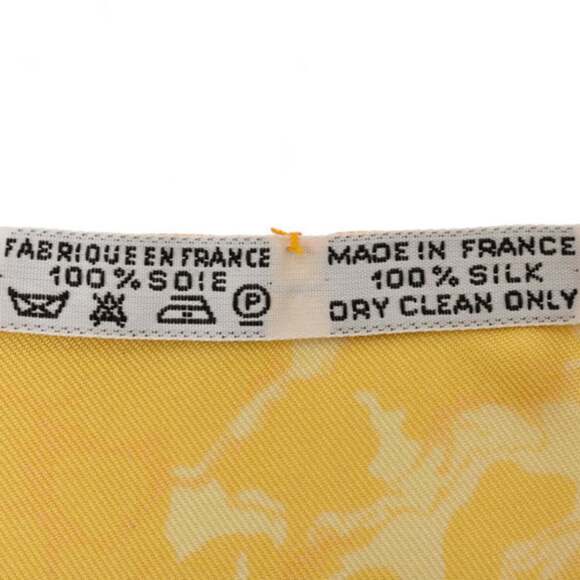 FABRIQUE EN FRANCE
100% SOIE
P
MADE IN FRANCE
100% SILK
DRY CLEAN ONLY